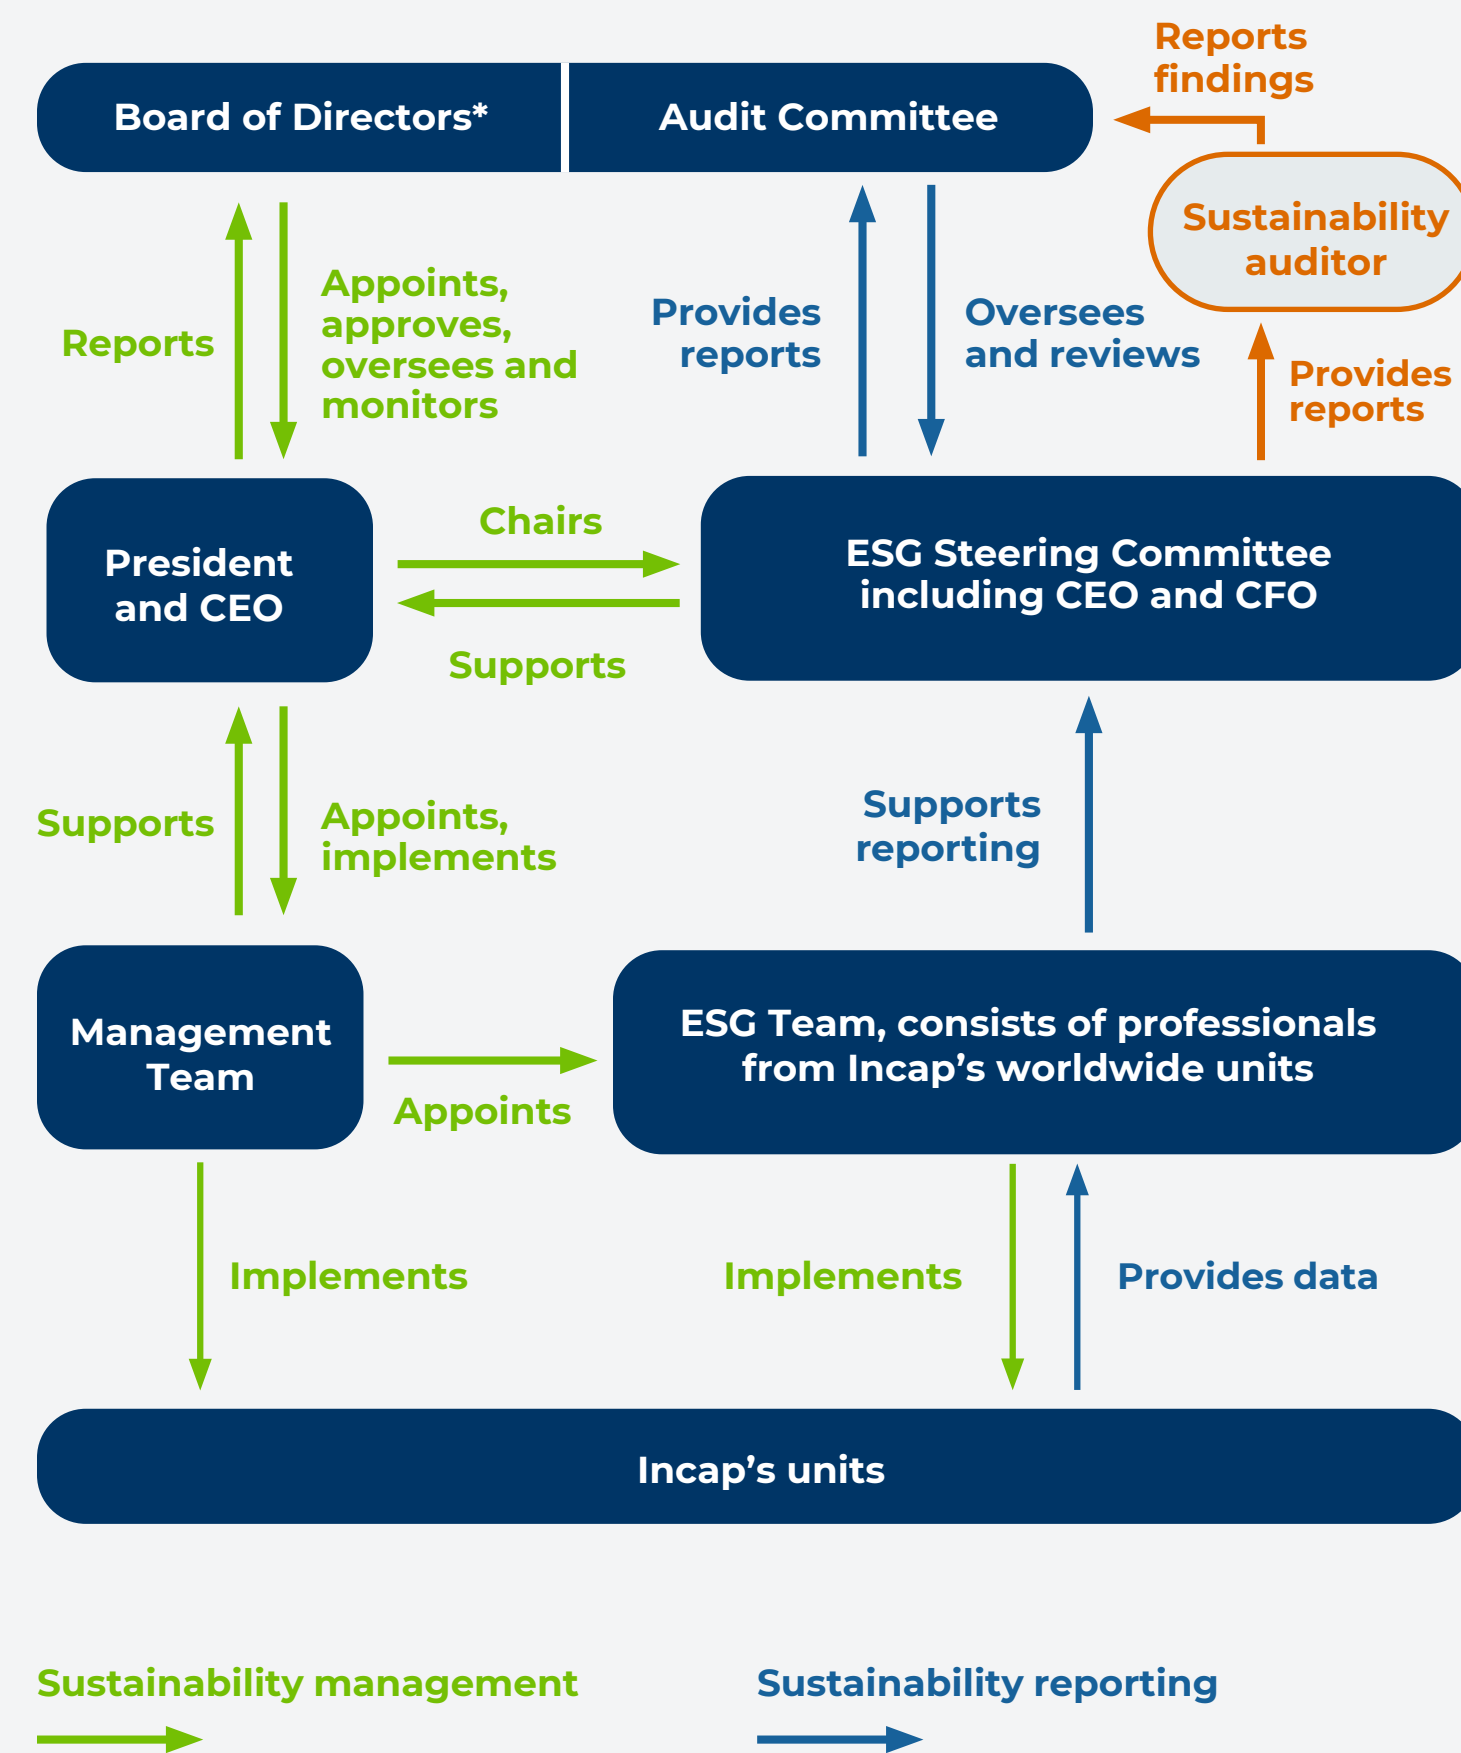 Reports
findings
Board of Directors*
Audit Committee
Sustainability
auditor
Reports
Appoints,
approves,
oversees and
monitors
Provides
reports
Oversees
and reviews
Provides
reports
President
and CEO
Chairs
Supports
ESG Steering Committee
including CEO and CFO
Supports
Appoints,
implements
Supports
reporting
Management
Team
Appoints
ESG Team, consists of professionals
from Incap’s worldwide units
Implements
Implements
Provides data
Incap’s units
Sustainability management
Sustainability reporting